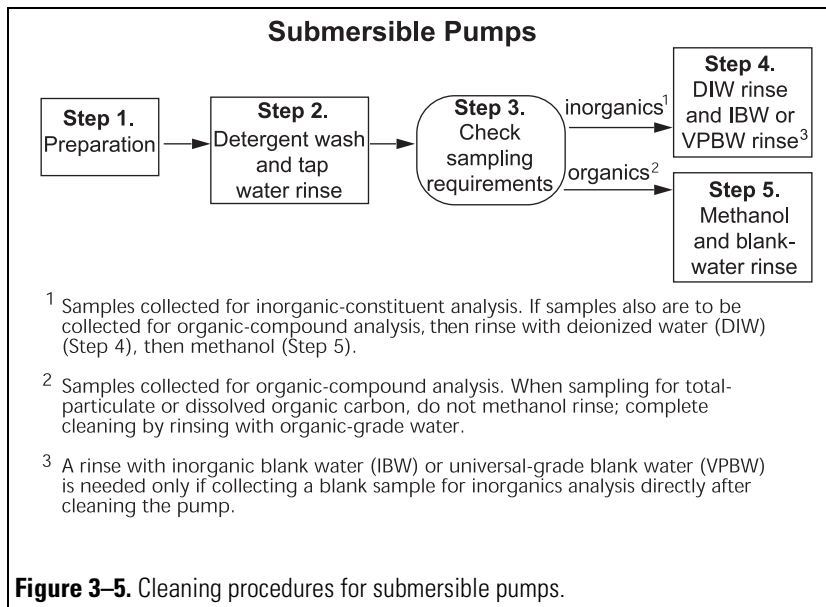 Submersible Pumps
Step 1.
Preparation
Step 2.
Detergent wash
and tap
water rinse
Step 3.
Check
sampling
requirements
inorganics1
organics2
Step 4.
DIW rinse
and IBW or
VPBW rinse3
Step 5.
Methanol
and blank-
water rinse
1 Samples collected for inorganic-constituent analysis. If samples also are to be
collected for organic-compound analysis, then rinse with deionized water (DIW)
(Step 4), then methanol (Step 5).
2 Samples collected for organic-compound analysis. When sampling for total-
particulate or dissolved organic carbon, do not methanol rinse; complete
cleaning by rinsing with organic-grade water.
3 A rinse with inorganic blank water (IBW) or universal-grade blank water (VPBW)
is needed only if collecting a blank sample for inorganics analysis directly after
cleaning the pump.
Figure 3–5. Cleaning procedures for submersible pumps.